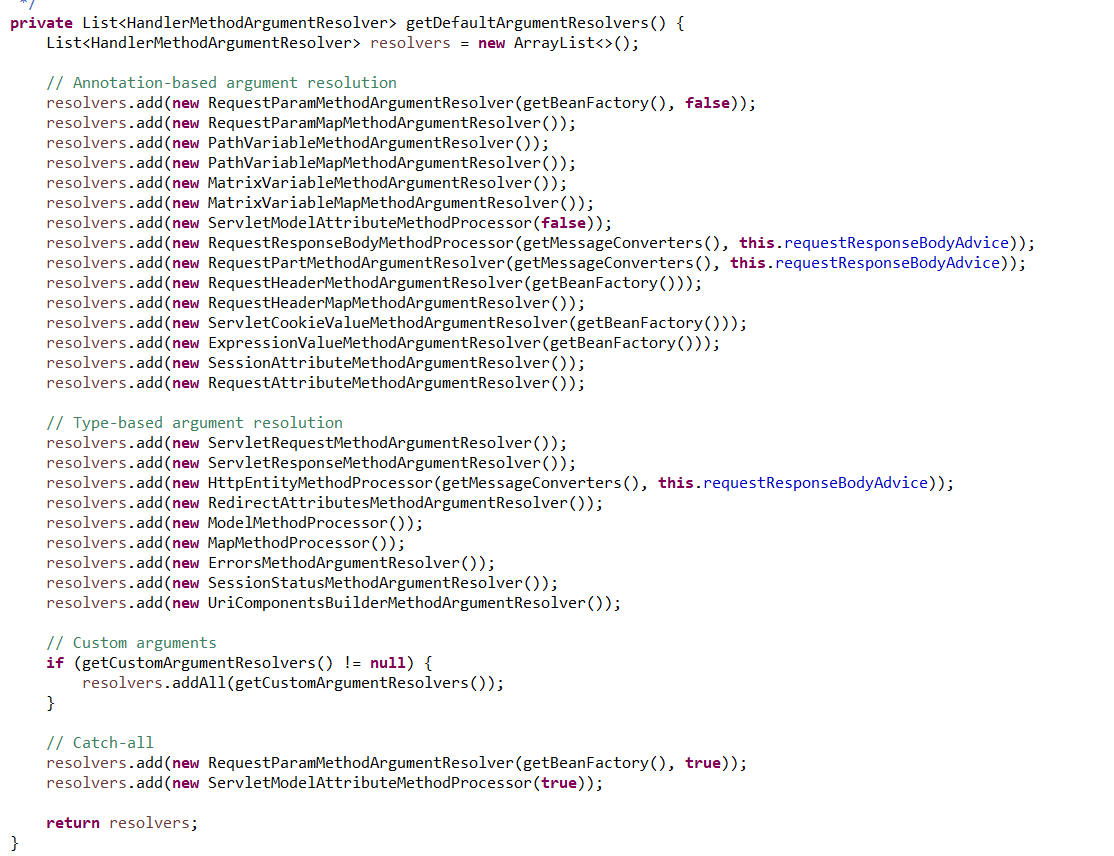 */
private List<HandlerMethodArgumentResolver> getDefaultArgumentResolvers() {
    List<HandlerMethodArgumentResolver> resolvers = new ArrayList<>();

    // Annotation-based argument resolution
    resolvers.add(new RequestParamMethodArgumentResolver(getBeanFactory(), false));
    resolvers.add(new RequestParamMapMethodArgumentResolver());
    resolvers.add(new PathVariableMethodArgumentResolver());
    resolvers.add(new PathVariableMapMethodArgumentResolver());
    resolvers.add(new MatrixVariableMethodArgumentResolver());
    resolvers.add(new MatrixVariableMapMethodArgumentResolver());
    resolvers.add(new ServletModelAttributeMethodProcessor(false));
    resolvers.add(new RequestResponseBodyMethodProcessor(getMessageConverters(), this.requestResponseBodyAdvice));
    resolvers.add(new RequestPartMethodArgumentResolver(getMessageConverters(), this.requestResponseBodyAdvice));
    resolvers.add(new RequestHeaderMethodArgumentResolver(getBeanFactory()));
    resolvers.add(new RequestHeaderMapMethodArgumentResolver());
    resolvers.add(new ServletCookieValueMethodArgumentResolver(getBeanFactory()));
    resolvers.add(new ExpressionValueMethodArgumentResolver(getBeanFactory()));
    resolvers.add(new SessionAttributeMethodArgumentResolver());
    resolvers.add(new RequestAttributeMethodArgumentResolver());

    // Type-based argument resolution
    resolvers.add(new ServletRequestMethodArgumentResolver());
    resolvers.add(new ServletResponseMethodArgumentResolver());
    resolvers.add(new HttpEntityMethodProcessor(getMessageConverters(), this.requestResponseBodyAdvice));
    resolvers.add(new RedirectAttributesMethodArgumentResolver());
    resolvers.add(new ModelMethodProcessor());
    resolvers.add(new MapMethodProcessor());
    resolvers.add(new ErrorsMethodArgumentResolver());
    resolvers.add(new SessionStatusMethodArgumentResolver());
    resolvers.add(new UriComponentsBuilderMethodArgumentResolver());

    // Custom arguments
    if (getCustomArgumentResolvers() != null) {
        resolvers.addAll(getCustomArgumentResolvers());
    }

    // Catch-all
    resolvers.add(new RequestParamMethodArgumentResolver(getBeanFactory(), true));
    resolvers.add(new ServletModelAttributeMethodProcessor(true));

    return resolvers;
}